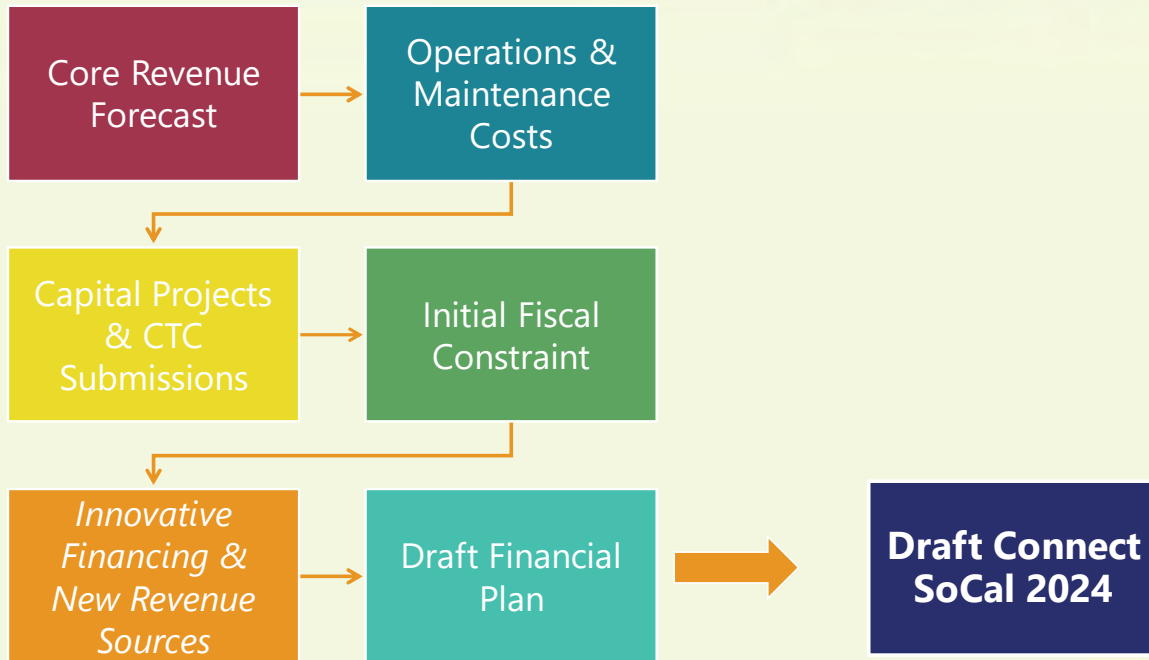 Core Revenue
Forecast
Operations &
Maintenance
Costs
Capital Projects
& CTC
Submissions
Initial Fiscal
Constraint
Innovative
Financing &
New Revenue
Sources
Draft Financial
Plan
Draft Connect
SoCal 2024